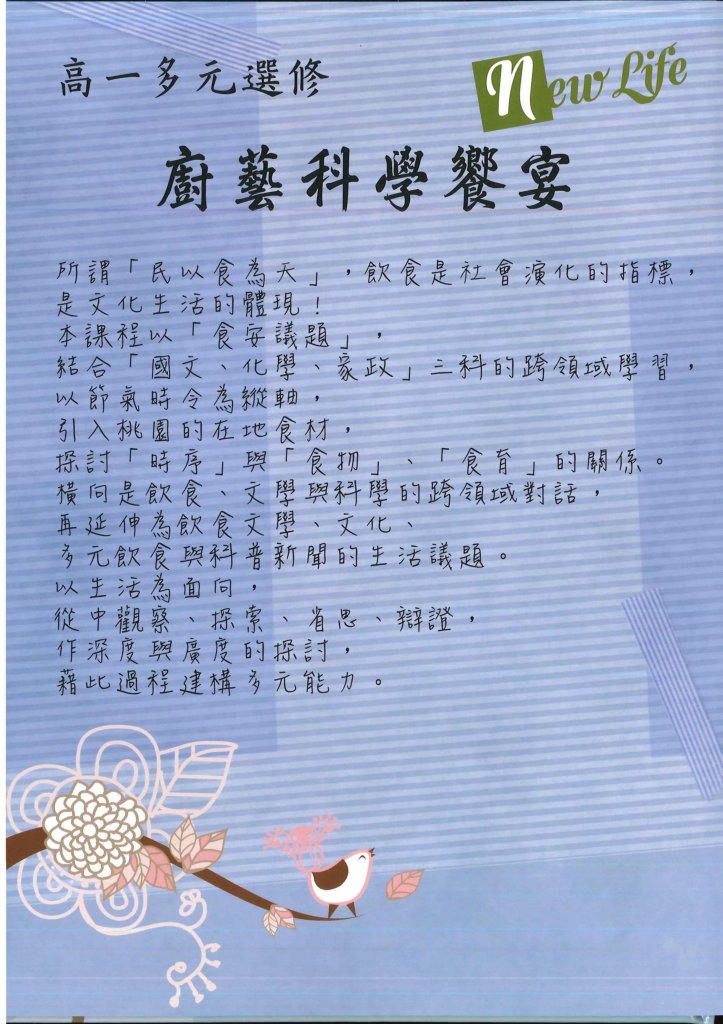 高一多元選修
New Life
廚藝科學饗宴
所謂「民以食為天」，飲食是社會演化的指標，
是文化生活的體現！
本課程以「食安議題」，
結合「國文、化學、家政」三科的跨領域學習，
以節氣時令為縱軸，
引入桃園的在地食材，
探討「時序」與「食物」、「食育」的關係。
橫向是飲食、文學與科學的跨領域對話，
再延伸為飲食文學、文化、
多元飲食與科普新聞的生活議題。
以生活為面向，
從中觀察、探索、省思、辯證，
作深度與廣度的探討，
藉此過程建構多元能力。